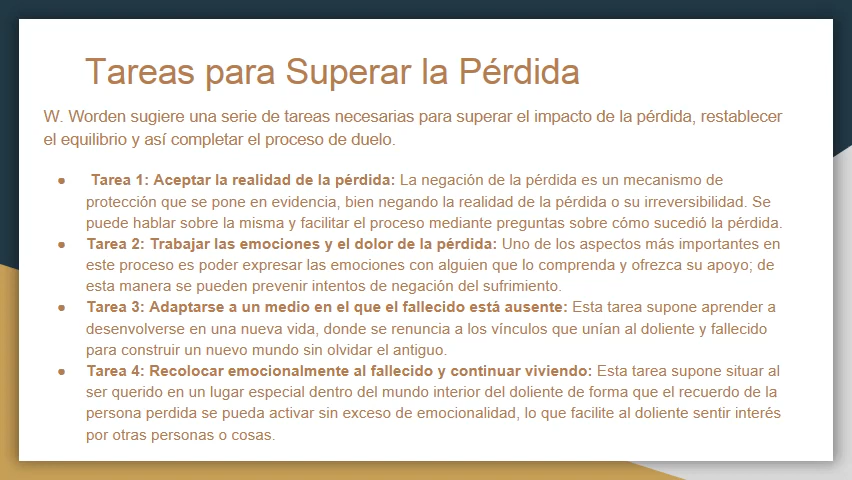 Tareas para Superar la Pérdida
W. Worden sugiere una serie de tareas necesarias para superar el impacto de la pérdida, restablecer
el equilibrio y así completar el proceso de duelo.
● Tarea 1: Aceptar la realidad de la pérdida: La negación de la pérdida es un mecanismo de
protección que se pone en evidencia, bien negando la realidad de la pérdida o su irreversibilidad. Se
puede hablar sobre la misma y facilitar el proceso mediante preguntas sobre cómo sucedió la pérdida.
● Tarea 2: Trabajar las emociones y el dolor de la pérdida: Uno de los aspectos más importantes en
este proceso es poder expresar las emociones con alguien que lo comprenda y ofrezca su apoyo; de
esta manera se pueden prevenir intentos de negación del sufrimiento.
● Tarea 3: Adaptarse a un medio en el que el fallecido está ausente: Esta tarea supone aprender a
desenvolverse en una nueva vida, donde se renuncia a los vínculos que unían al doliente y fallecido
para construir un nuevo mundo sin olvidar el antiguo.
● Tarea 4: Recolocar emocionalmente al fallecido y continuar viviendo: Esta tarea supone situar al
ser querido en un lugar especial dentro del mundo interior del doliente de forma que el recuerdo de la
persona perdida se pueda activar sin exceso de emocionalidad, lo que facilite al doliente sentir interés
por otras personas o cosas.